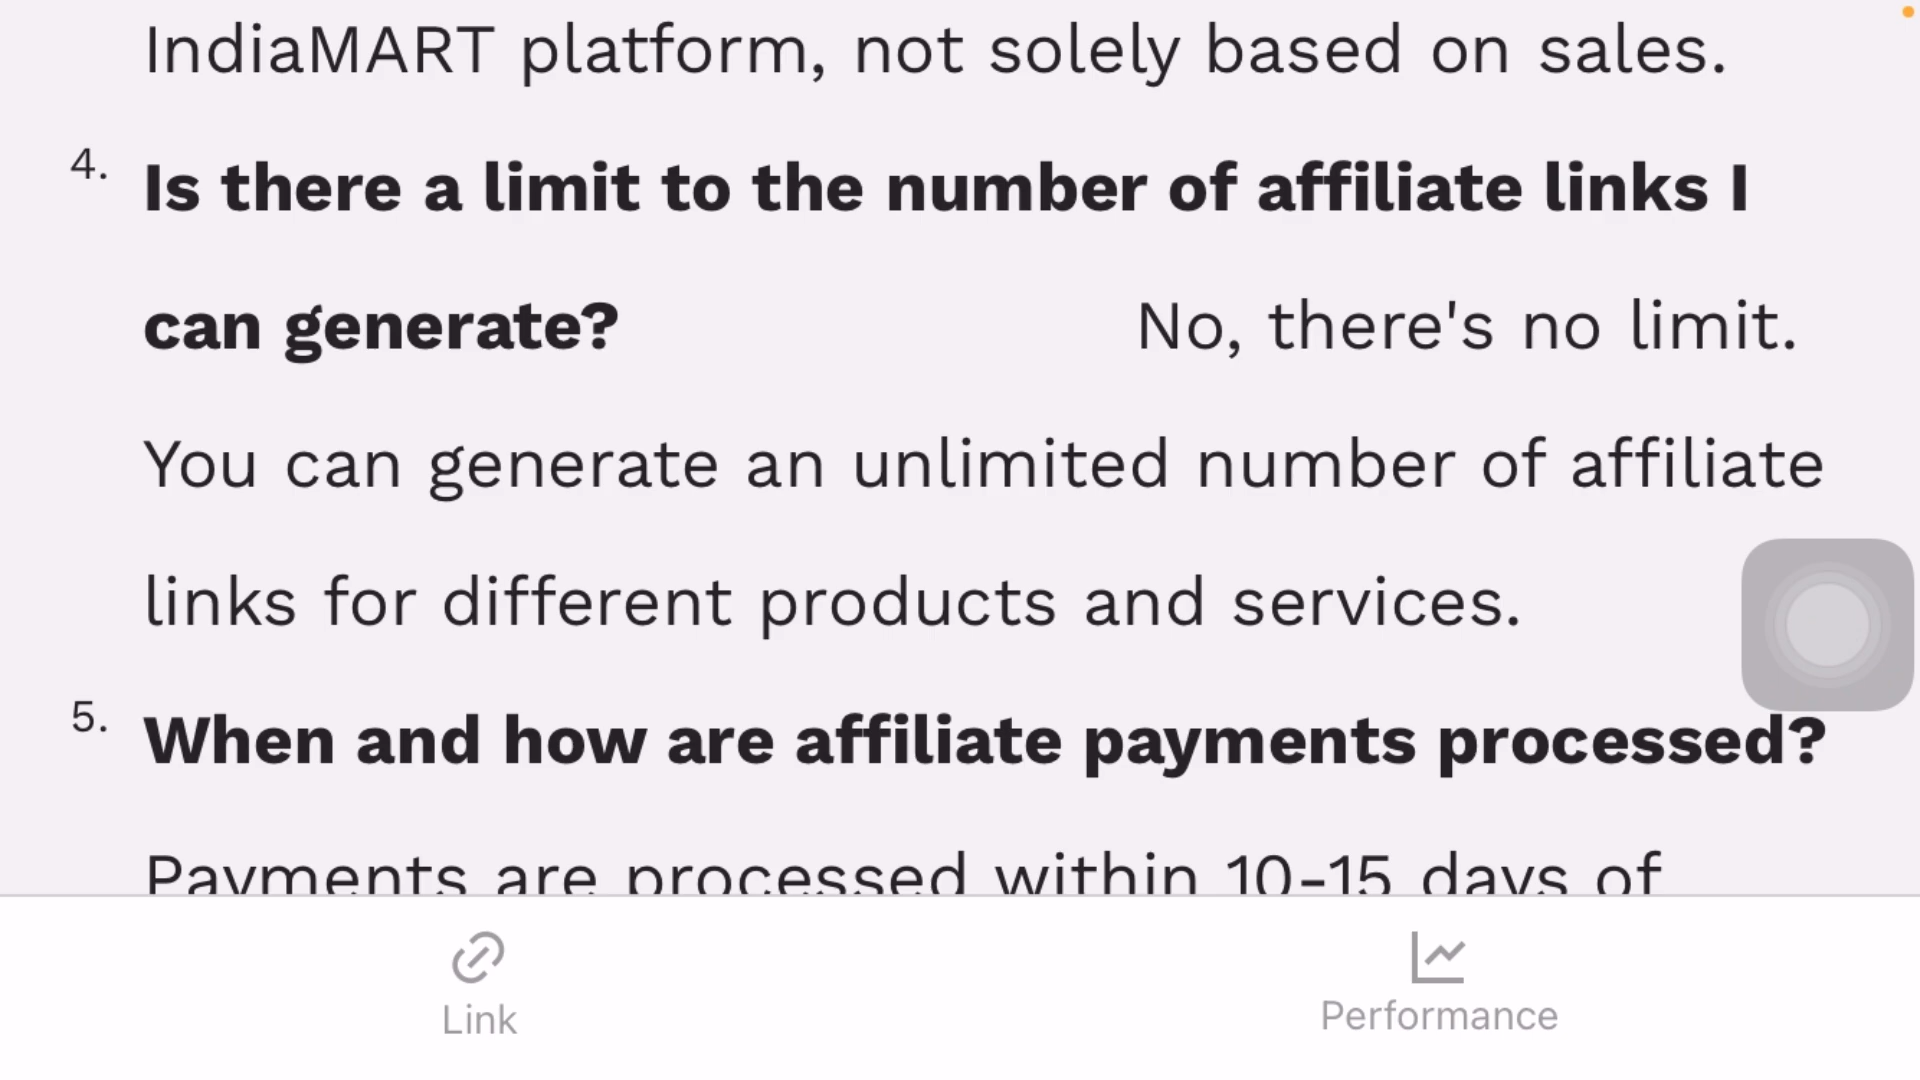 IndiaMART platform, not solely based on sales.
4. Is there a limit to the number of affiliate links I
can generate? No, there's no limit.
You can generate an unlimited number of affiliate
links for different products and services.
5. When and how are affiliate payments processed?
Payments are processed within 10-15 days of
Link
Performance